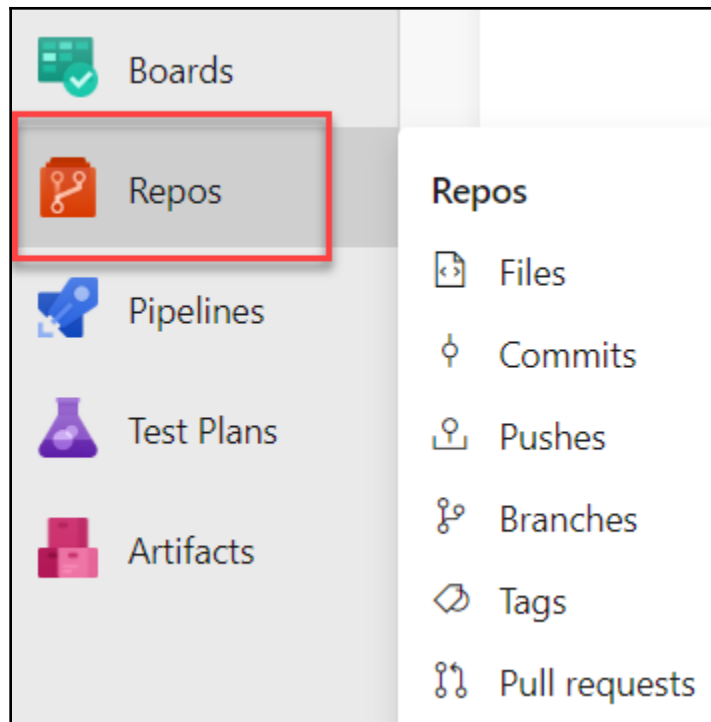 Boards
Repos
Pipelines
Test Plans
Artifacts
Repos
Files
Commits
Pushes
Branches
Tags
Pull requests